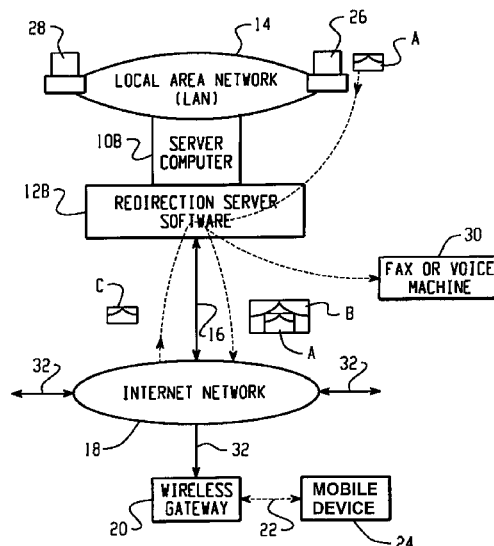 28
14
26
A
LOCAL AREA NETWORK
(LAN)
10B
SERVER
COMPUTER
12B
REDIRECTION SERVER
SOFTWARE
30
FAX OR VOICE
MACHINE
C
B
A
16
32
INTERNET NETWORK
32
18
32
WIRELESS
GATEWAY
MOBILE
DEVICE
20
22
24